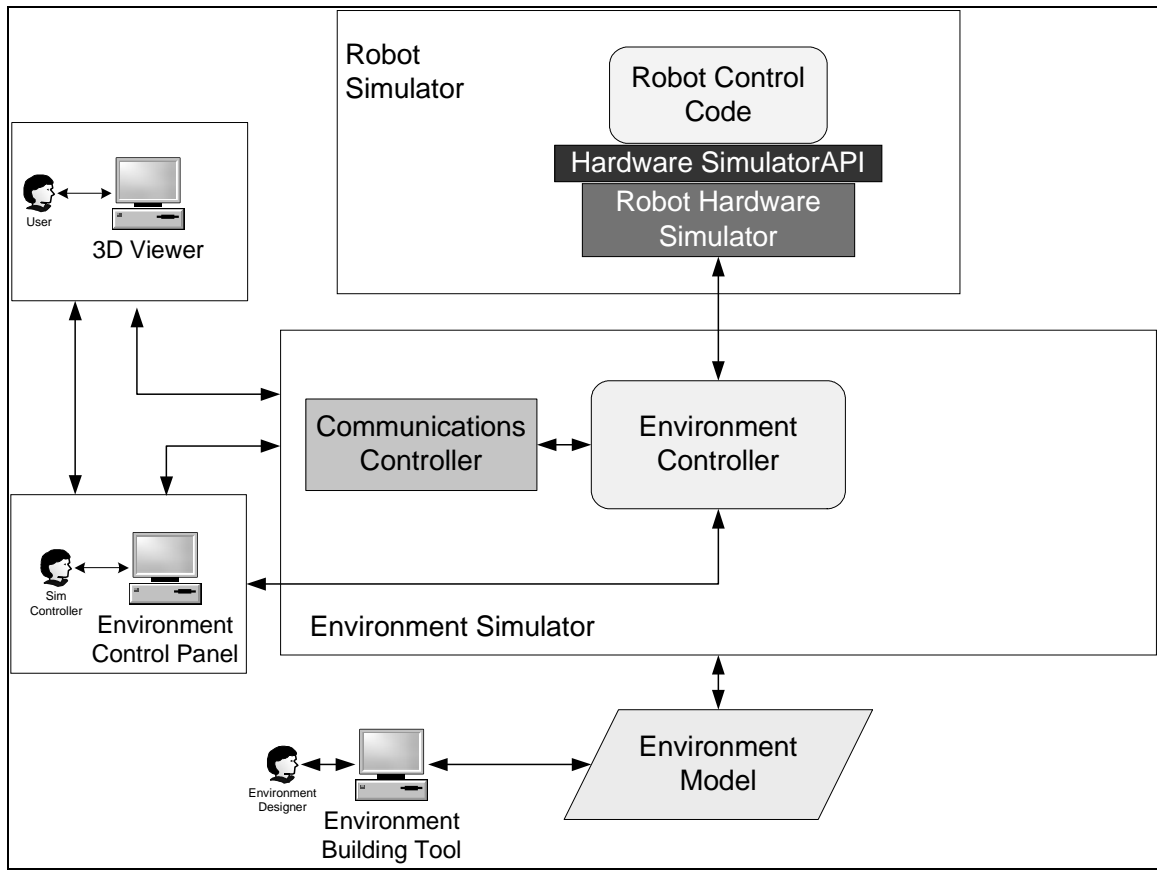 Robot
Simulator
Robot Control
Code
Hardware SimulatorAPI
Robot Hardware
Simulator
User
3D Viewer
Communications
Controller
Environment
Controller
Sim
Controller
Environment
Control Panel
Environment Simulator
Environment
Model
Environment
Designer
Environment
Building Tool